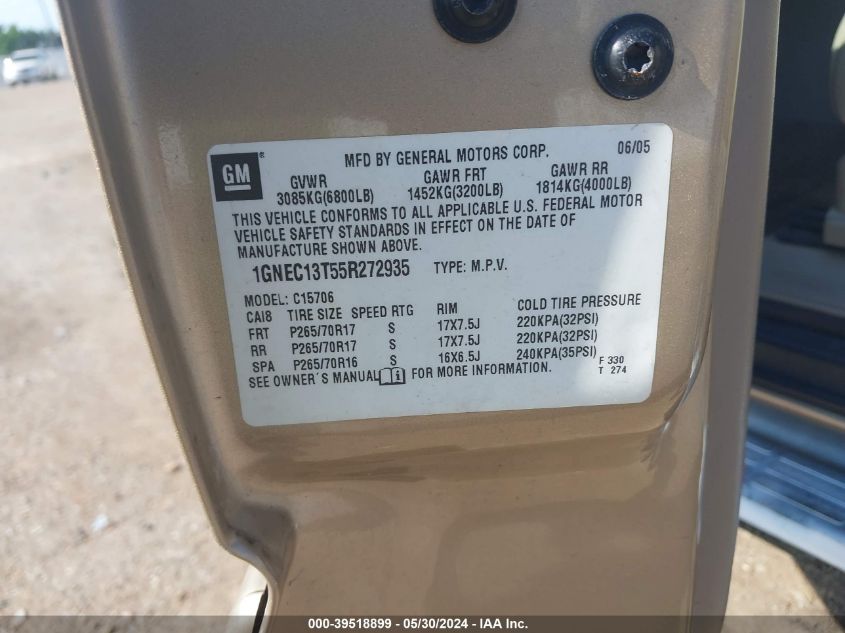 GM ®
MFD BY GENERAL MOTORS CORP. 06/05
GVWR GAWR FRT GAWR RR
3085KG(6800LB) 1452KG(3200LB) 1814KG(4000LB)
THIS VEHICLE CONFORMS TO ALL APPLICABLE U.S. FEDERAL MOTOR
VEHICLE SAFETY STANDARDS IN EFFECT ON THE DATE OF
MANUFACTURE SHOWN ABOVE.
1GNEC13T55R272935 TYPE: M.P.V.
MODEL: C15706
CAI8 TIRE SIZE SPEED RTG RIM COLD TIRE PRESSURE
FRT P265/70R17 S 17X7.5J 220KPA(32PSI)
RR P265/70R17 S 17X7.5J 220KPA(32PSI)
SPA P265/70R16 S 16X6.5J 240KPA(35PSI) F 330
T 274
SEE OWNER'S MANUAL i FOR MORE INFORMATION.
000-39518899 - 05/30/2024 - IAA Inc.